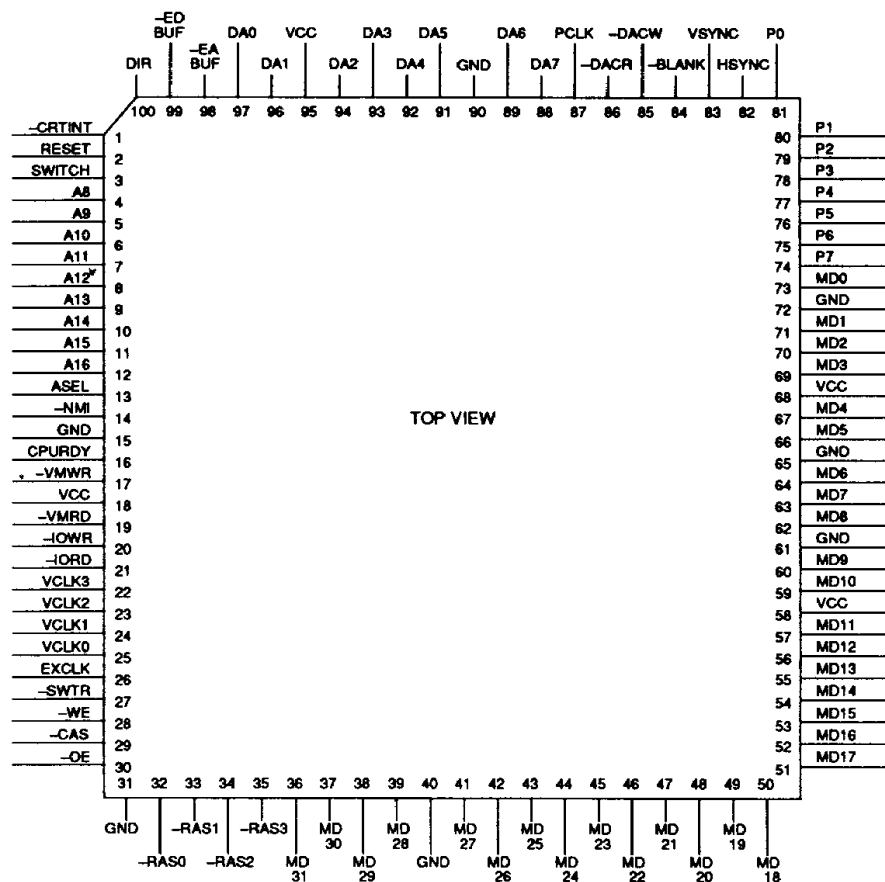 –ED
BUF DA0 VCC DA3 DA5 DA6 PCLK –DACW VSYNC P0
–EA
BUF
DIR DA1 DA2 DA4 GND DA7 –DACR –BLANK HSYNC
100 99 98 97 96 95 94 93 92 91 90 89 88 87 86 85 84 83 82 81
–CRTINT 1 80 P1
RESET 2 79 P2
SWITCH 3 78 P3
A8 4 77 P4
A9 5 76 P5
A10 6 75 P6
A11 7 74 P7
A12 8 73 MD0
A13 9 72 GND
A14 10 71 MD1
A15 11 70 MD2
A16 12 69 MD3
ASEL 13 68 VCC
–NMI 14 67 MD4
GND 15 66 MD5
CPURDY 16 65 GND
–VMWR 17 64 MD6
VCC 18 63 MD7
–VMRD 19 62 MD8
–IOWR 20 61 GND
–IORD 21 60 MD9
VCLK3 22 59 MD10
VCLK2 23 58 VCC
VCLK1 24 57 MD11
VCLK0 25 56 MD12
EXCLK 26 55 MD13
–SWTR 27 54 MD14
–WE 28 53 MD15
–CAS 29 52 MD16
–OE 30 51 MD17
TOP VIEW
31 32 33 34 35 36 37 38 39 40 41 42 43 44 45 46 47 48 49 50
GND –RAS1 –RAS3 MD 30 MD 28 MD 27 MD 25 MD 23 MD 21 MD 19
–RAS0 –RAS2 MD 31 MD 29 GND MD 26 MD 24 MD 22 MD 20 MD 18